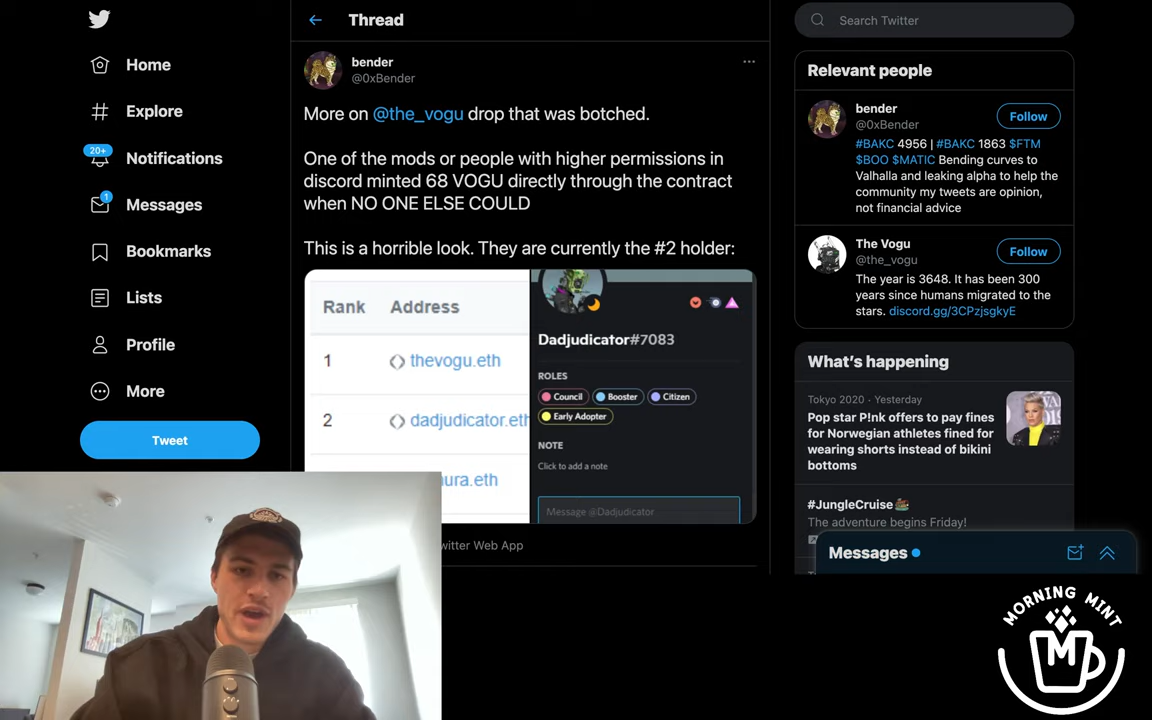 Home
Explore
20+
Notifications
1
Messages
Bookmarks
Lists
Profile
More
Tweet
Thread
bender
@0xBender
More on @the_vogu drop that was botched.
One of the mods or people with higher permissions in
discord minted 68 VOGU directly through the contract
when NO ONE ELSE COULD
This is a horrible look. They are currently the #2 holder:
Rank Address
1 thevogu.eth
2 dadjudicator.eth
ura.eth
Dadjudicator#7083
ROLES
Council Booster Citizen
Early Adopter
NOTE
Click to add a note
Message @Dadjudicator
witter Web App
Search Twitter
Relevant people
bender
@0xBender
Follow
#BAKC 4956 | #BAKC 1863 $FTM
$BOO $MATIC Bending curves to
Valhalla and leaking alpha to help the
community my tweets are opinion,
not financial advice
The Vogu
@the_vogu
Follow
The year is 3648. It has been 300
years since humans migrated to the
stars. discord.gg/3CPzjsgkyE
What's happening
Tokyo 2020 · Yesterday
Pop star P!nk offers to pay fines
for Norwegian athletes fined for
wearing shorts instead of bikini
bottoms
#JungleCruise
The adventure begins Friday!
Messages
MORNING MINT
M